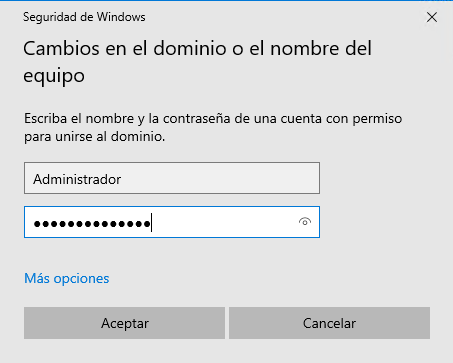 Seguridad de Windows
Cambios en el dominio o el nombre del
equipo
Escriba el nombre y la contraseña de una cuenta con permiso
para unirse al dominio.
Administrador
●●●●●●●●●●●●●●
Más opciones
Aceptar
Cancelar